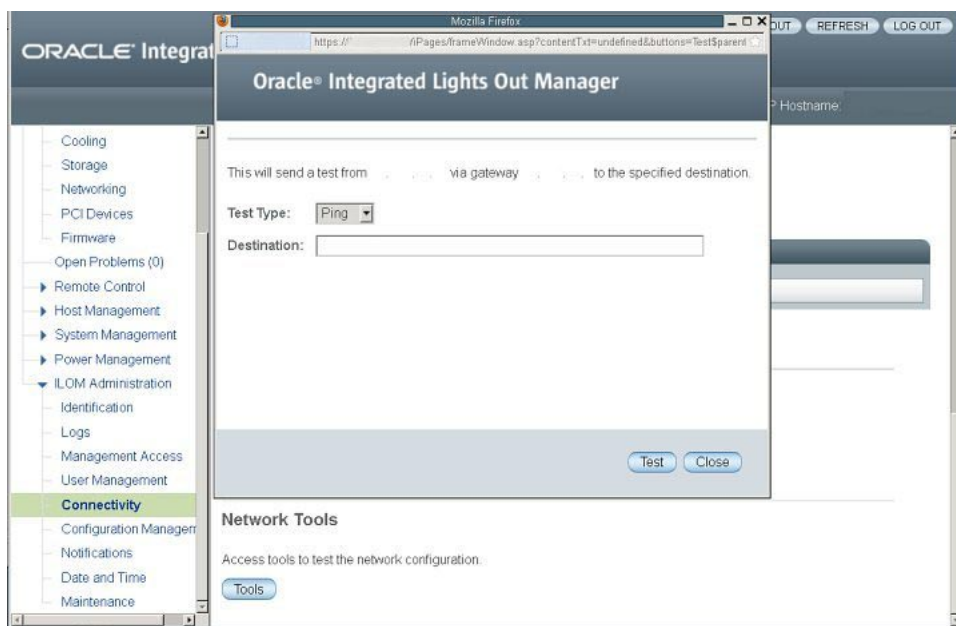 Mozilla Firefox
https://
/iPages/frameWindow.asp?contentTxt=undefined&buttons=Test$parent
OUT
REFRESH
LOG OUT
ORACLE Integrat
Oracle® Integrated Lights Out Manager
P Hostname:
Cooling
Storage
Networking
PCI Devices
Firmware
Open Problems (0)
Remote Control
Host Management
System Management
Power Management
ILOM Administration
Identification
Logs
Management Access
User Management
Connectivity
Configuration Managem
Notifications
Date and Time
Maintenance
This will send a test from . . . via gateway . . . to the specified destination.
Test Type: Ping
Destination:
Test
Close
Network Tools
Access tools to test the network configuration.
Tools